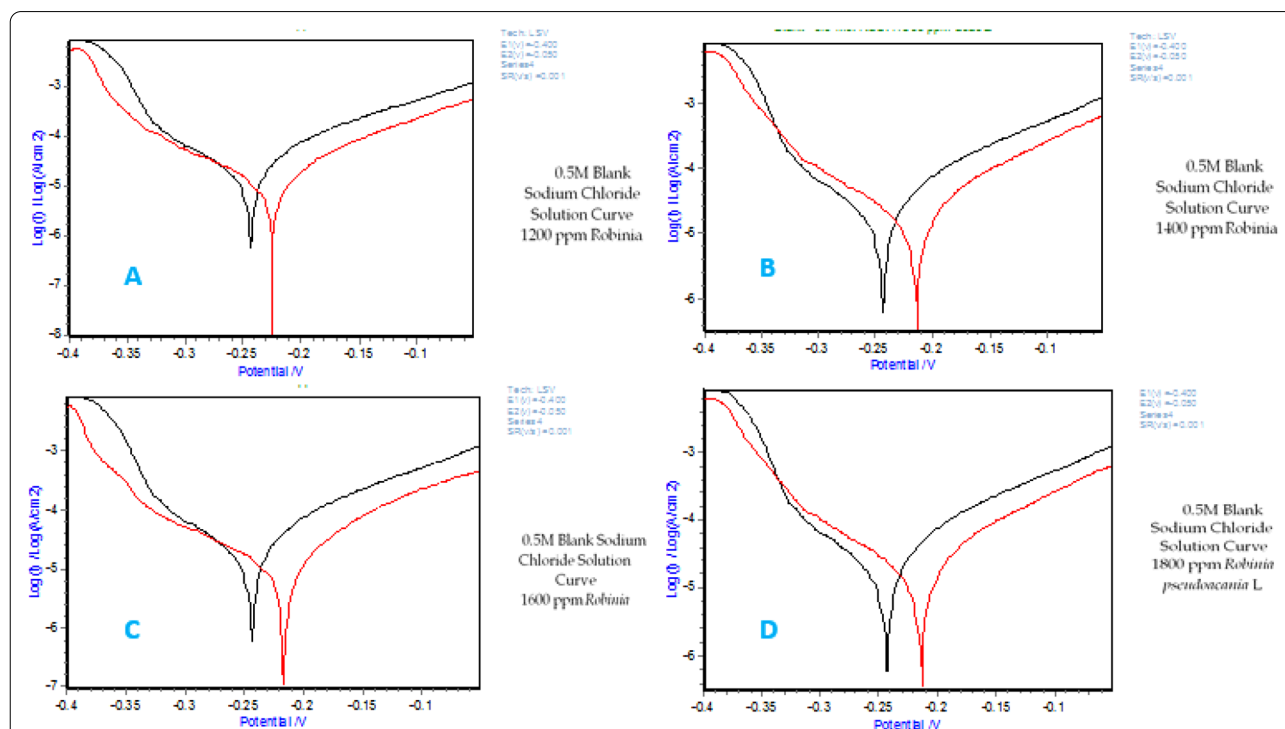 Tech: LSV
E1(v)=-0.400
E2(v)=-0.050
Series4
SR(v/s)=0.001
Log(I) / Log(A/cm2)
-3
-4
-5
-6
-7
-8
A
-0.4 -0.35 -0.3 -0.25 -0.2 -0.15 -0.1
Potential /V
0.5M Blank
Sodium Chloride
Solution Curve
1200 ppm Robinia
Tech: LSV
E1(v)=-0.400
E2(v)=-0.050
Series4
SR(v/s)=0.001
Log(I) / Log(A/cm2)
-3
-4
-5
-6
B
-0.4 -0.35 -0.3 -0.25 -0.2 -0.15 -0.1
Potential /V
0.5M Blank
Sodium Chloride
Solution Curve
1400 ppm Robinia
Tech: LSV
E1(v)=-0.400
E2(v)=-0.050
Series4
SR(v/s)=0.001
Log(I) / Log(A/cm2)
-3
-4
-5
-6
-7
C
-0.4 -0.35 -0.3 -0.25 -0.2 -0.15 -0.1
Potential /V
0.5M Blank Sodium
Chloride Solution
Curve
1600 ppm Robinia
E1(v)=-0.400
E2(v)=-0.050
Series4
SR(v/s)=0.001
Log(I) / Log(A/cm2)
-3
-4
-5
-6
D
-0.4 -0.35 -0.3 -0.25 -0.2 -0.15 -0.1
Potential /V
0.5M Blank
Sodium Chloride
Solution Curve
1800 ppm Robinia
pseudoacania L